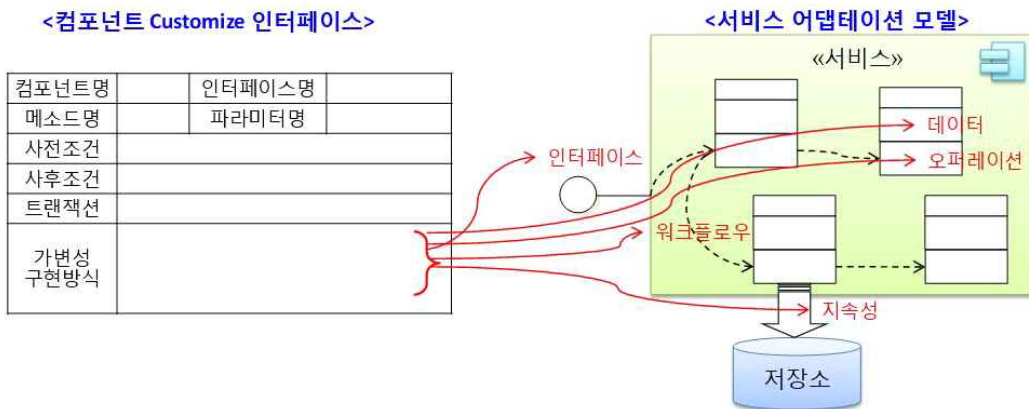 <컴포넌트 Customize 인터페이스>
<서비스 어댑테이션 모델>
컴포넌트명
인터페이스명
메소드명
파라미터명
사전조건
사후조건
트랜잭션
가변성
구현방식
«서비스»
인터페이스
데이터
오퍼레이션
워크플로우
지속성
저장소